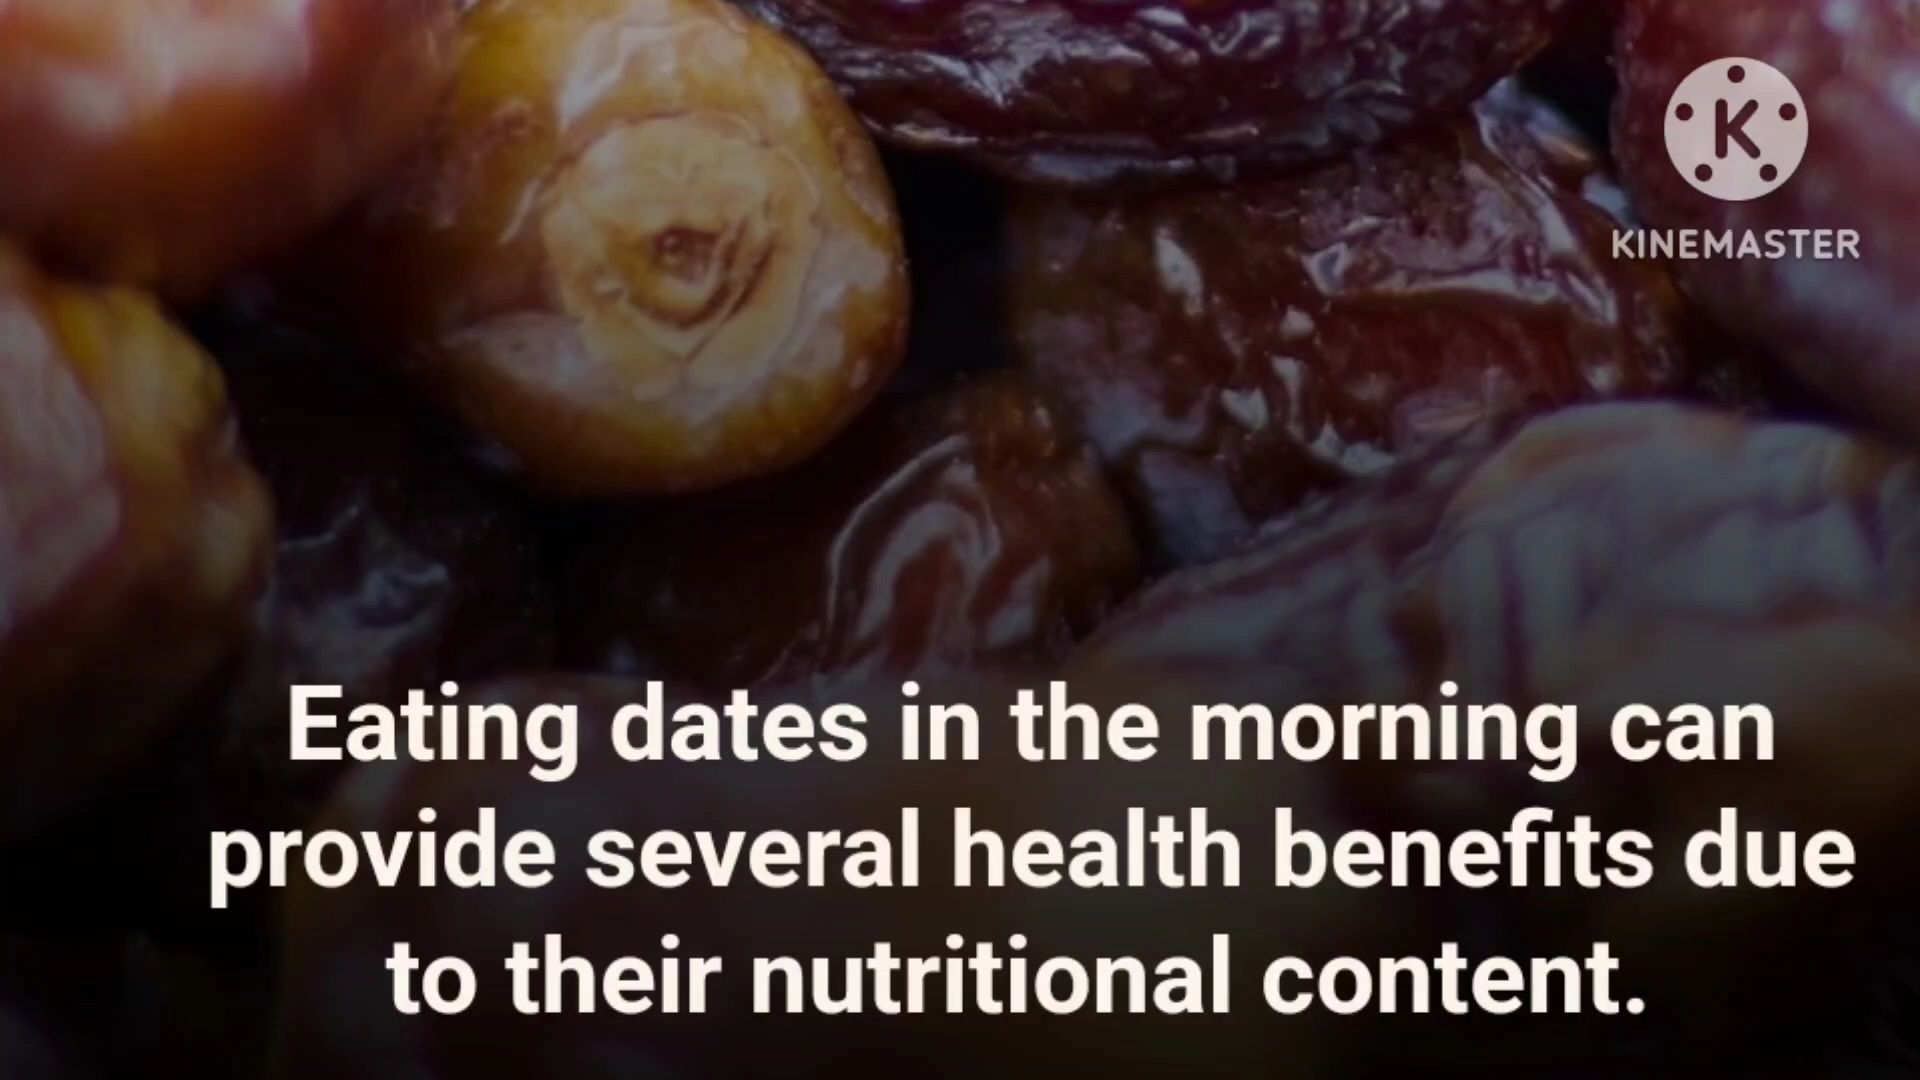 K
KINEMASTER
Eating dates in the morning can
provide several health benefits due
to their nutritional content.